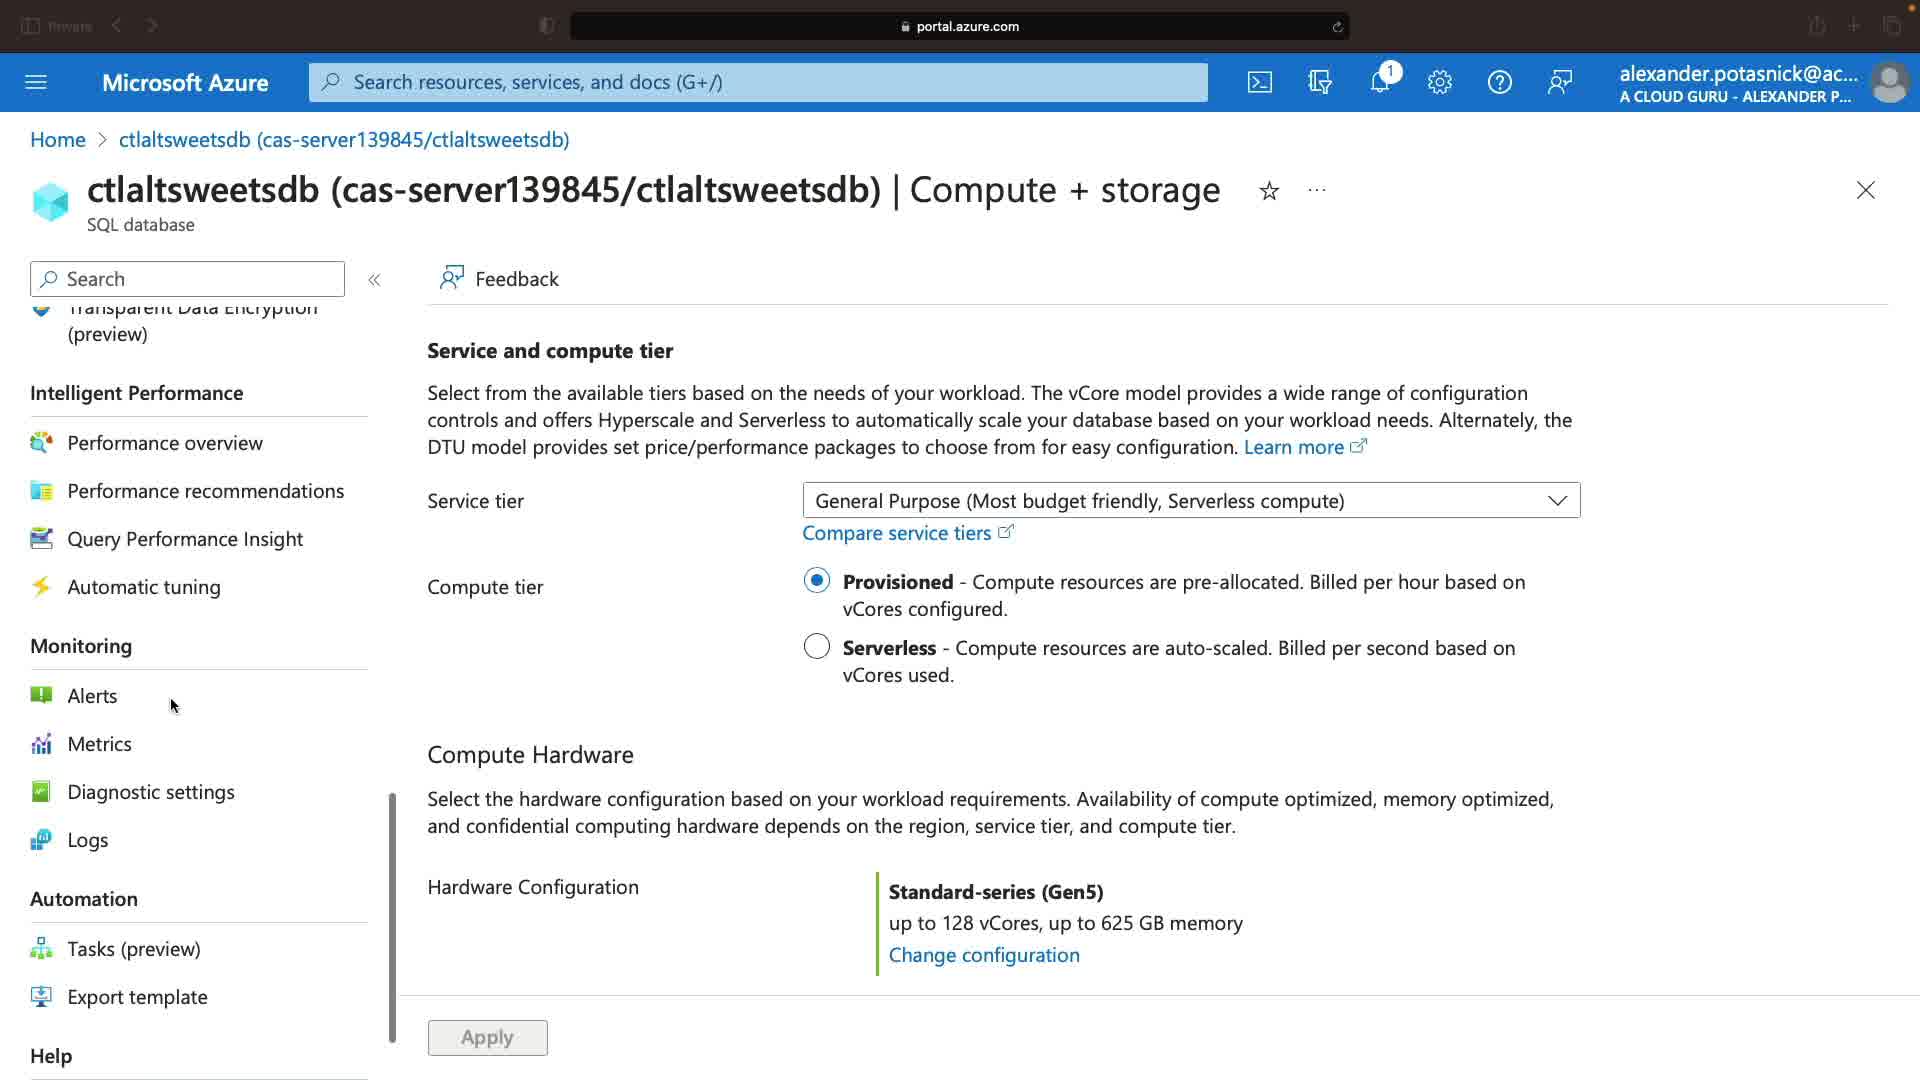 Private
portal.azure.com
Microsoft Azure
Search resources, services, and docs (G+/)
1
alexander.potasnick@ac...
A CLOUD GURU - ALEXANDER P...
Home > ctlaltsweetsdb (cas-server139845/ctlaltsweetsdb)
ctlaltsweetsdb (cas-server139845/ctlaltsweetsdb) | Compute + storage
SQL database
Search
Feedback
Transparent Data Encryption
(preview)
Intelligent Performance
Performance overview
Performance recommendations
Query Performance Insight
Automatic tuning
Monitoring
Alerts
Metrics
Diagnostic settings
Logs
Automation
Tasks (preview)
Export template
Help
Service and compute tier
Select from the available tiers based on the needs of your workload. The vCore model provides a wide range of configuration
controls and offers Hyperscale and Serverless to automatically scale your database based on your workload needs. Alternately, the
DTU model provides set price/performance packages to choose from for easy configuration. Learn more
Service tier
General Purpose (Most budget friendly, Serverless compute)
Compare service tiers
Compute tier
Provisioned - Compute resources are pre-allocated. Billed per hour based on
vCores configured.
Serverless - Compute resources are auto-scaled. Billed per second based on
vCores used.
Compute Hardware
Select the hardware configuration based on your workload requirements. Availability of compute optimized, memory optimized,
and confidential computing hardware depends on the region, service tier, and compute tier.
Hardware Configuration
Standard-series (Gen5)
up to 128 vCores, up to 625 GB memory
Change configuration
Apply